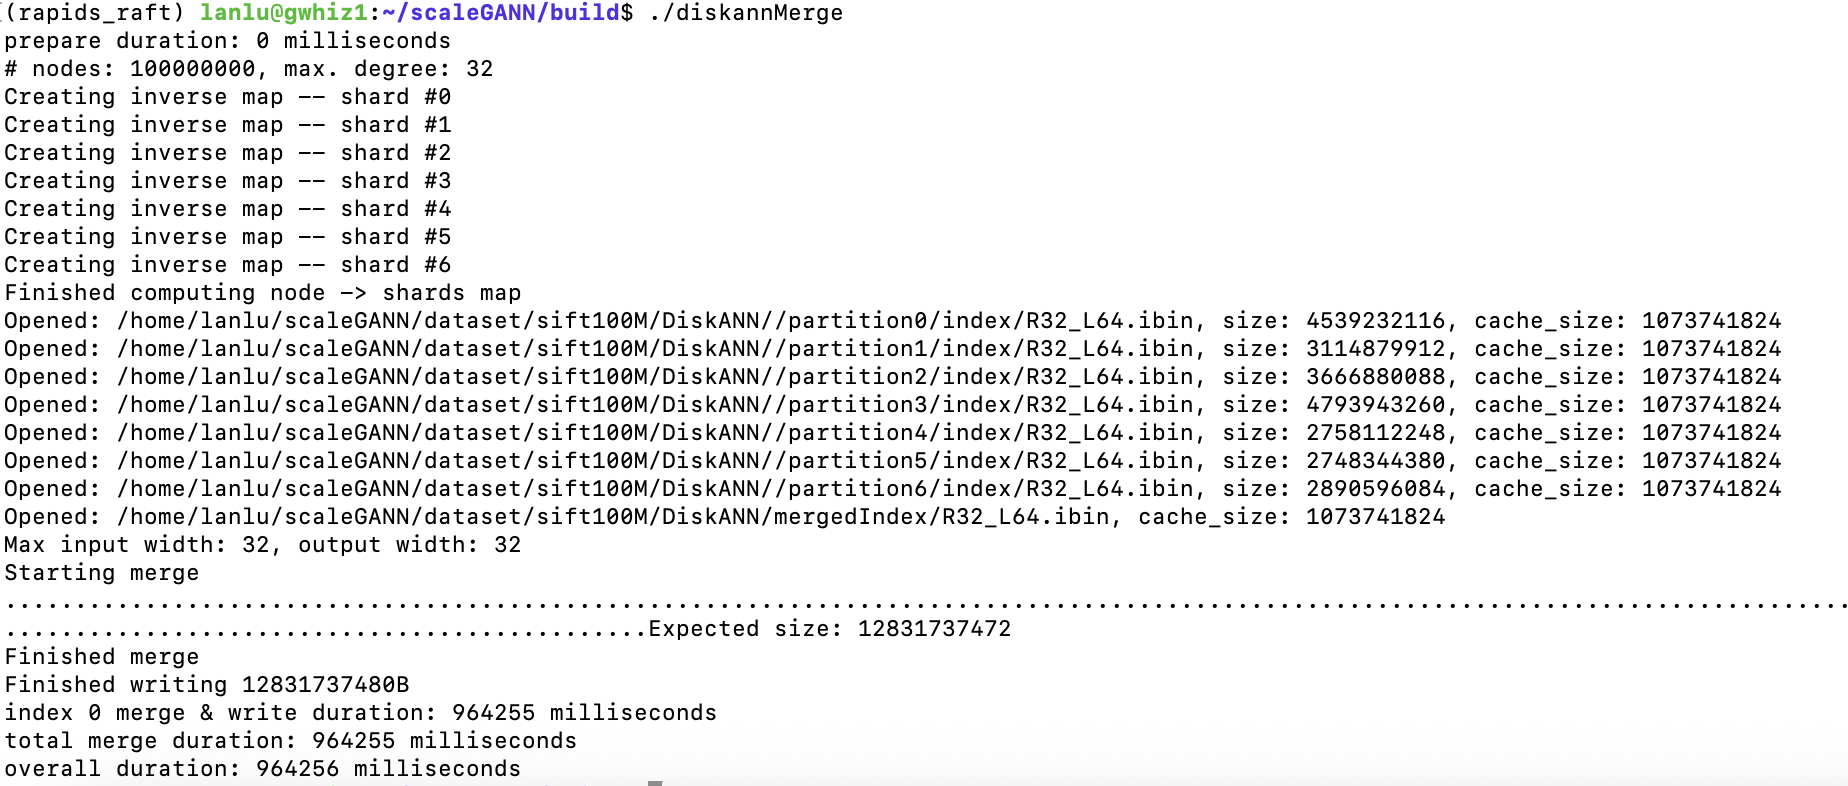 (rapids_raft) lanlu@gwhiz1:~/scaleGANN/build$ ./diskannMerge
prepare duration: 0 milliseconds
# nodes: 100000000, max. degree: 32
Creating inverse map -- shard #0
Creating inverse map -- shard #1
Creating inverse map -- shard #2
Creating inverse map -- shard #3
Creating inverse map -- shard #4
Creating inverse map -- shard #5
Creating inverse map -- shard #6
Finished computing node -> shards map
Opened: /home/lanlu/scaleGANN/dataset/sift100M/DiskANN//partition0/index/R32_L64.ibin, size: 4539232116, cache_size: 1073741824
Opened: /home/lanlu/scaleGANN/dataset/sift100M/DiskANN//partition1/index/R32_L64.ibin, size: 3114879912, cache_size: 1073741824
Opened: /home/lanlu/scaleGANN/dataset/sift100M/DiskANN//partition2/index/R32_L64.ibin, size: 3666880088, cache_size: 1073741824
Opened: /home/lanlu/scaleGANN/dataset/sift100M/DiskANN//partition3/index/R32_L64.ibin, size: 4793943260, cache_size: 1073741824
Opened: /home/lanlu/scaleGANN/dataset/sift100M/DiskANN//partition4/index/R32_L64.ibin, size: 2758112248, cache_size: 1073741824
Opened: /home/lanlu/scaleGANN/dataset/sift100M/DiskANN//partition5/index/R32_L64.ibin, size: 2748344380, cache_size: 1073741824
Opened: /home/lanlu/scaleGANN/dataset/sift100M/DiskANN//partition6/index/R32_L64.ibin, size: 2890596084, cache_size: 1073741824
Opened: /home/lanlu/scaleGANN/dataset/sift100M/DiskANN/mergedIndex/R32_L64.ibin, cache_size: 1073741824
Max input width: 32, output width: 32
Starting merge
....................................................................................................................................
..............................................Expected size: 12831737472
Finished merge
Finished writing 12831737480B
index 0 merge & write duration: 964255 milliseconds
total merge duration: 964255 milliseconds
overall duration: 964256 milliseconds